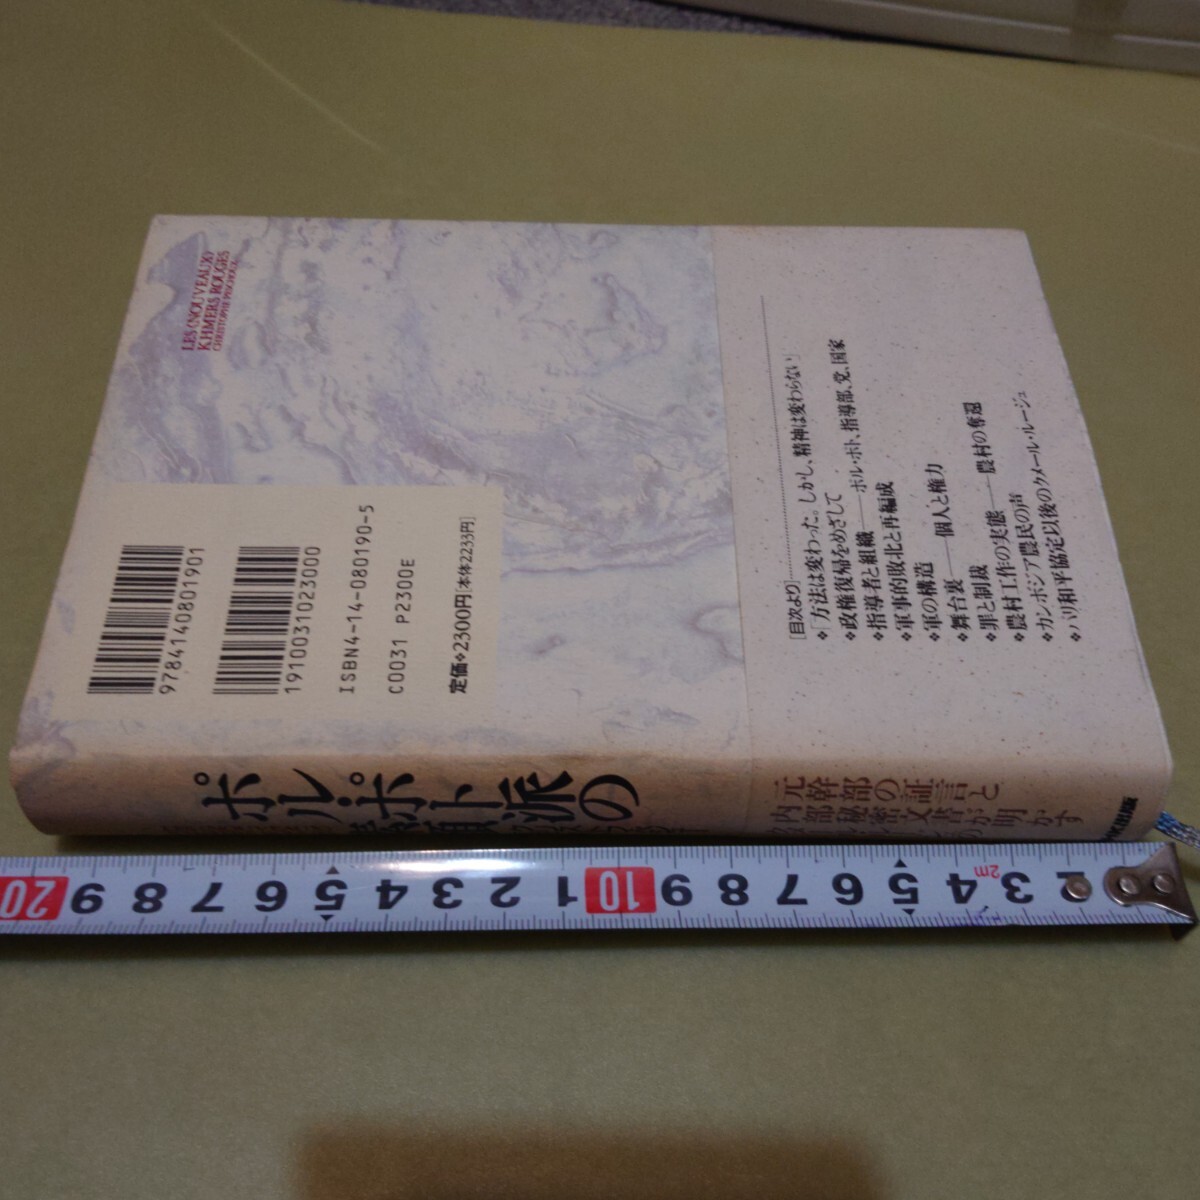 LES 〈NOUVEAUX〉
KHMERS ROUGES
CHRISTOPHE PESCHOUX
9784140801901
1910031023000
ISBN4-14-080190-5
C0031 P2300E
定価❖2300円[本体2233円]
[目次より]
❖「方法は変わった。しかし、精神は変わらない」
❖政権復帰をめざして
❖指導者と組織――ポル・ポト、指導部、党、国家
❖軍事的敗北と再編成
❖軍の構造
❖舞台裏――個人と権力
❖罪と制裁
❖農村工作の実態――農村の奪還
❖カンボジア農民の声
❖パリ和平協定以後のクメール・ルージュ
ポル・ポト派の
元幹部の証言と
内部秘密文書が明かす
出版
20 9 8 7 6 5 4 3 2 1 10 9 8 7 6 5 4 3 2
2m